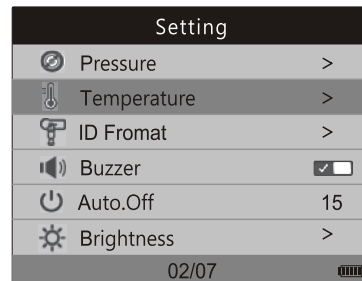 Setting
Pressure >
Temperature >
ID Fromat >
Buzzer
Auto.Off 15
Brightness >
02/07